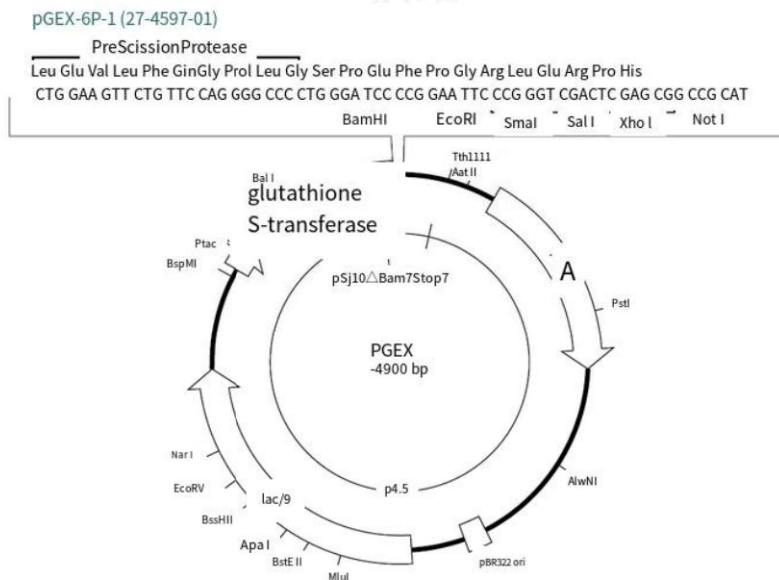 pGEX-6P-1 (27-4597-01)
PreScissionProtease
Leu Glu Val Leu Phe GinGly Prol Leu Gly Ser Pro Glu Phe Pro Gly Arg Leu Glu Arg Pro His
CTG GAA GTT CTG TTC CAG GGG CCC CTG GGA TCC CCG GAA TTC CCG GGT CGACTC GAG CGG CCG CAT
BamHI EcoRI SmaI Sal I Xho l Not I
Tth1111
Bal I Aat II
glutathione
S-transferase
Ptac
BspMI
A
pSj10△Bam7Stop7
PstI
PGEX
-4900 bp
Nar I
EcoRV
p4.5
AlwNI
lac/9
BssHII
Apa I
BstE II
pBR322 ori
MluI